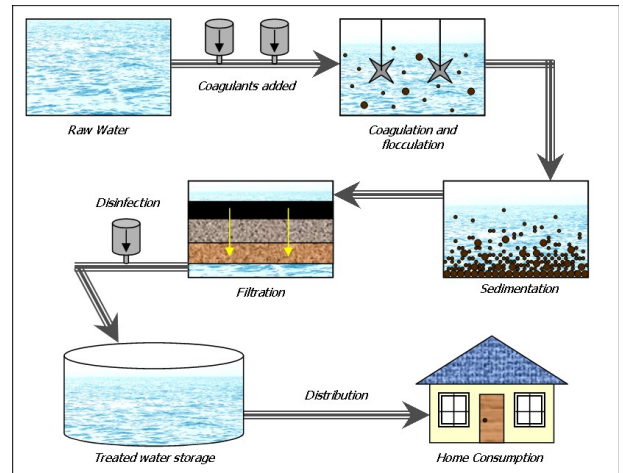 Raw Water
Coagulants added
Coagulation and
flocculation
Disinfection
Filtration
Sedimentation
Distribution
Treated water storage
Home Consumption